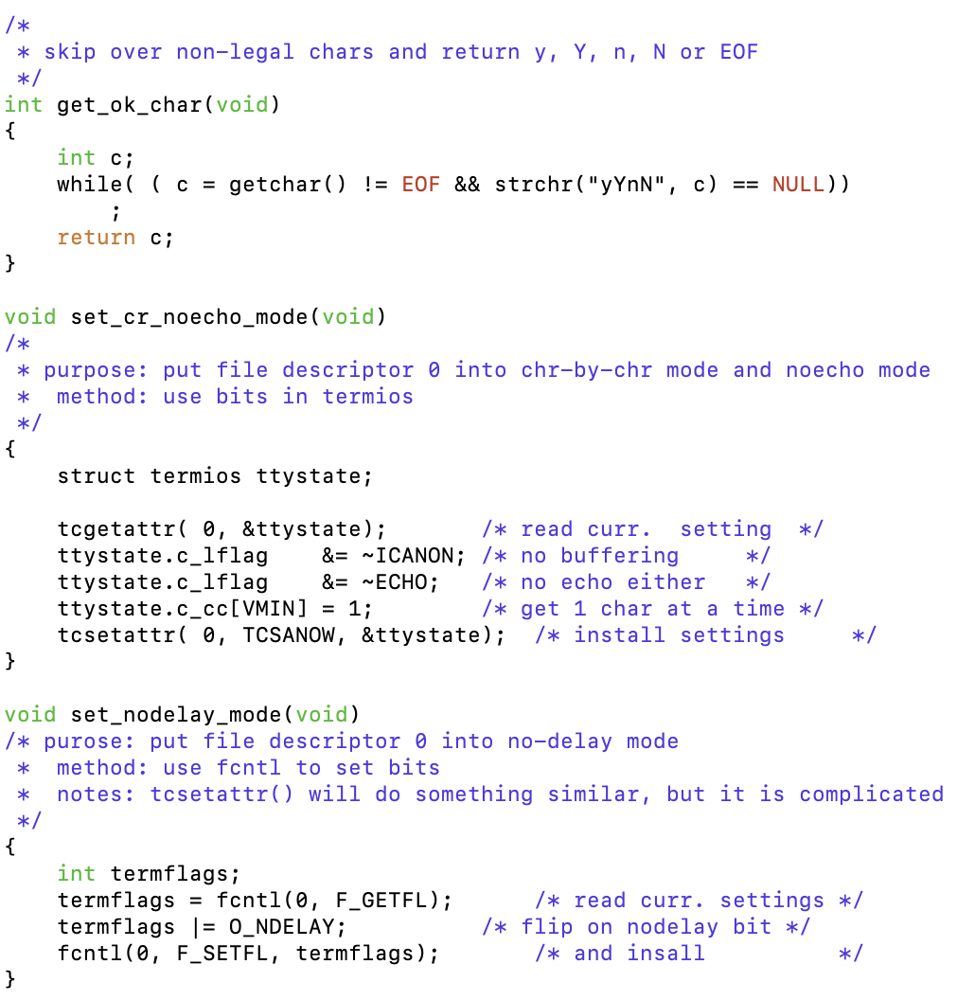 /*
 * skip over non-legal chars and return y, Y, n, N or EOF
 */
int get_ok_char(void)
{
    int c;
    while( ( c = getchar() != EOF && strchr("yYnN", c) == NULL))
        ;
    return c;
}

void set_cr_noecho_mode(void)
/*
 * purpose: put file descriptor 0 into chr-by-chr mode and noecho mode
 *  method: use bits in termios
 */
{
    struct termios ttystate;

    tcgetattr( 0, &ttystate);       /* read curr.  setting  */
    ttystate.c_lflag    &= ~ICANON; /* no buffering     */
    ttystate.c_lflag    &= ~ECHO;   /* no echo either   */
    ttystate.c_cc[VMIN] = 1;        /* get 1 char at a time */
    tcsetattr( 0, TCSANOW, &ttystate);  /* install settings     */
}

void set_nodelay_mode(void)
/* purose: put file descriptor 0 into no-delay mode
 *  method: use fcntl to set bits
 *  notes: tcsetattr() will do something similar, but it is complicated
 */
{
    int termflags;
    termflags = fcntl(0, F_GETFL);      /* read curr. settings */
    termflags |= O_NDELAY;          /* flip on nodelay bit */
    fcntl(0, F_SETFL, termflags);       /* and insall          */
}